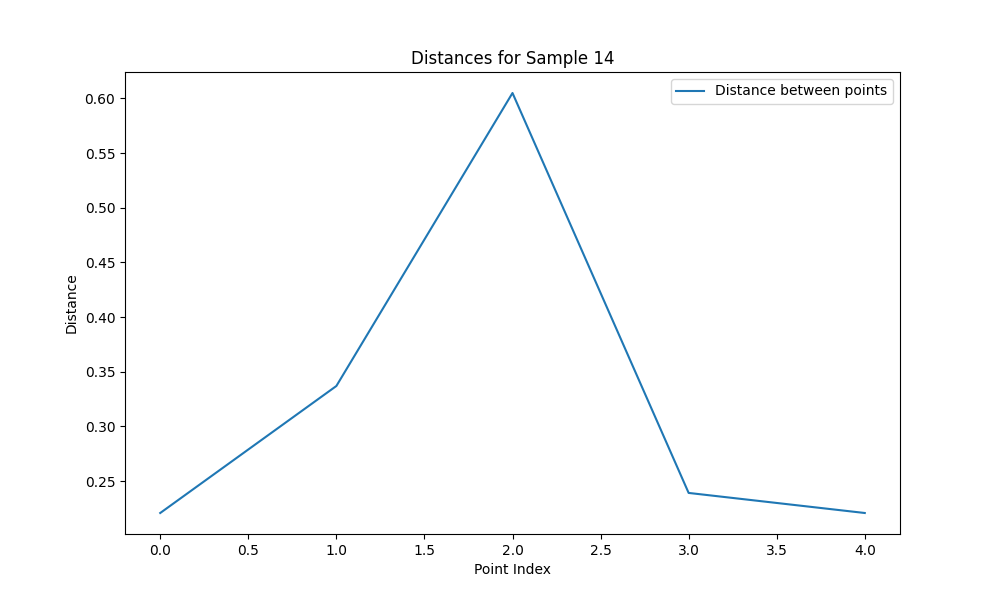 Distances for Sample 14
Distance between points
0.60
0.55
0.50
0.45
0.40
0.35
0.30
0.25
Distance
0.0 0.5 1.0 1.5 2.0 2.5 3.0 3.5 4.0
Point Index